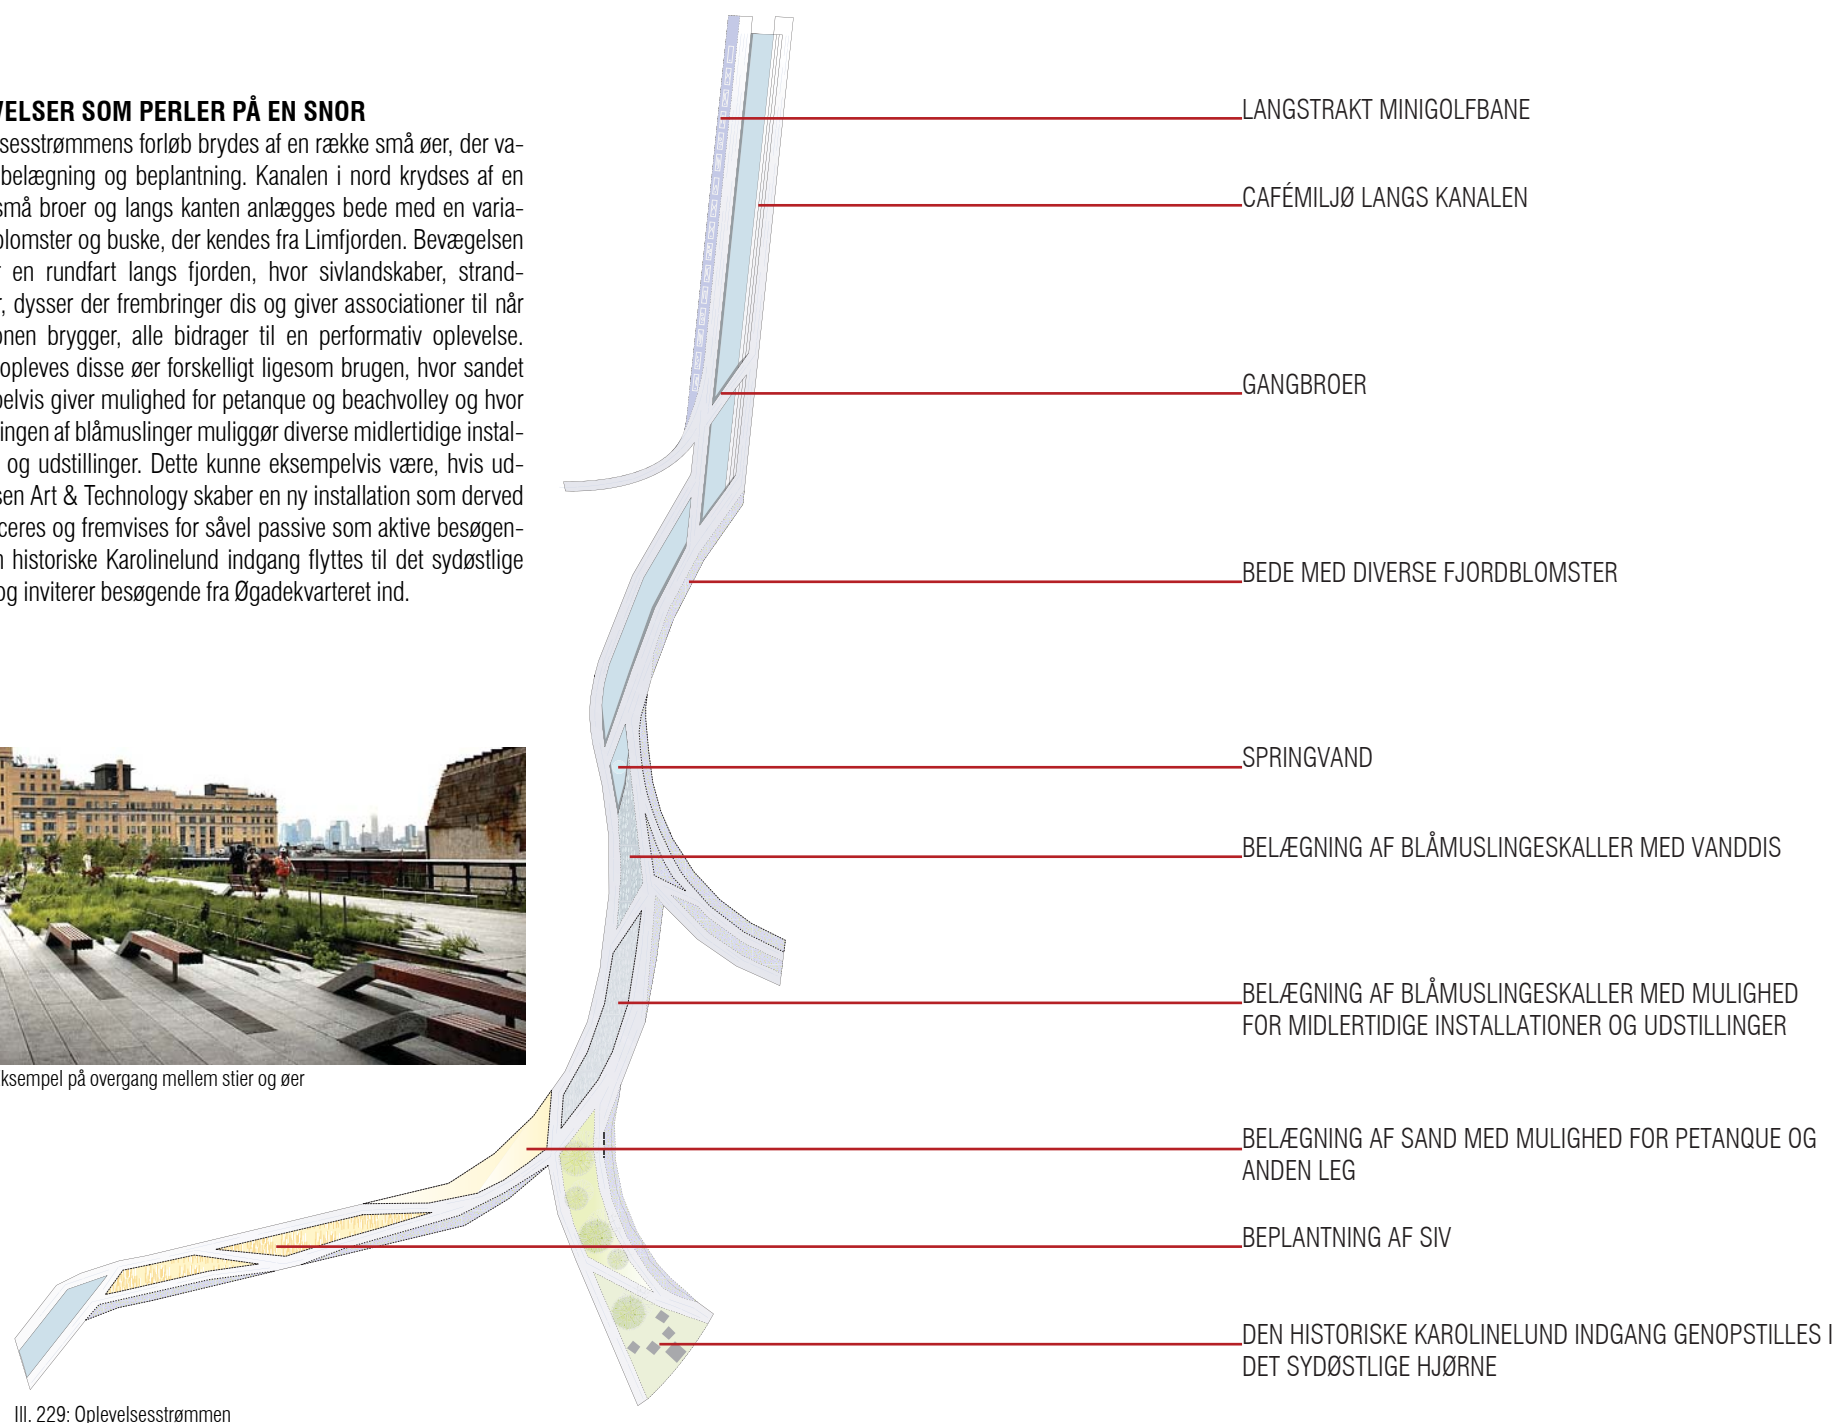 VELSER SOM PERLER PÅ EN SNOR
sesstrømmens forløb brydes af en række små øer, der va-
belægning og beplantning. Kanalen i nord krydses af en
små broer og langs kanten anlægges bede med en varia-
blomster og buske, der kendes fra Limfjorden. Bevægelsen
en rundfart langs fjorden, hvor sivlandskaber, strand-
, dysser der frembringer dis og giver associationer til når
onen brygger, alle bidrager til en performativ oplevelse.
opleves disse øer forskelligt ligesom brugen, hvor sandet
pelvis giver mulighed for petanque og beachvolley og hvor
ingen af blåmuslinger muliggør diverse midlertidige instal-
og udstillinger. Dette kunne eksempelvis være, hvis ud-
sen Art & Technology skaber en ny installation som derved
ceres og fremvises for såvel passive som aktive besøgen-
n historiske Karolinelund indgang flyttes til det sydøstlige
og inviterer besøgende fra Øgadekvarteret ind.
ksempel på overgang mellem stier og øer
LANGSTRAKT MINIGOLFBANE
CAFÉMILJØ LANGS KANALEN
GANGBROER
BEDE MED DIVERSE FJORDBLOMSTER
SPRINGVAND
BELÆGNING AF BLÅMUSLINGESKALLER MED VANDDIS
BELÆGNING AF BLÅMUSLINGESKALLER MED MULIGHED
FOR MIDLERTIDIGE INSTALLATIONER OG UDSTILLINGER
BELÆGNING AF SAND MED MULIGHED FOR PETANQUE OG
ANDEN LEG
BEPLANTNING AF SIV
DEN HISTORISKE KAROLINELUND INDGANG GENOPSTILLES I
DET SYDØSTLIGE HJØRNE
Ill. 229: Oplevelsesstrømmen